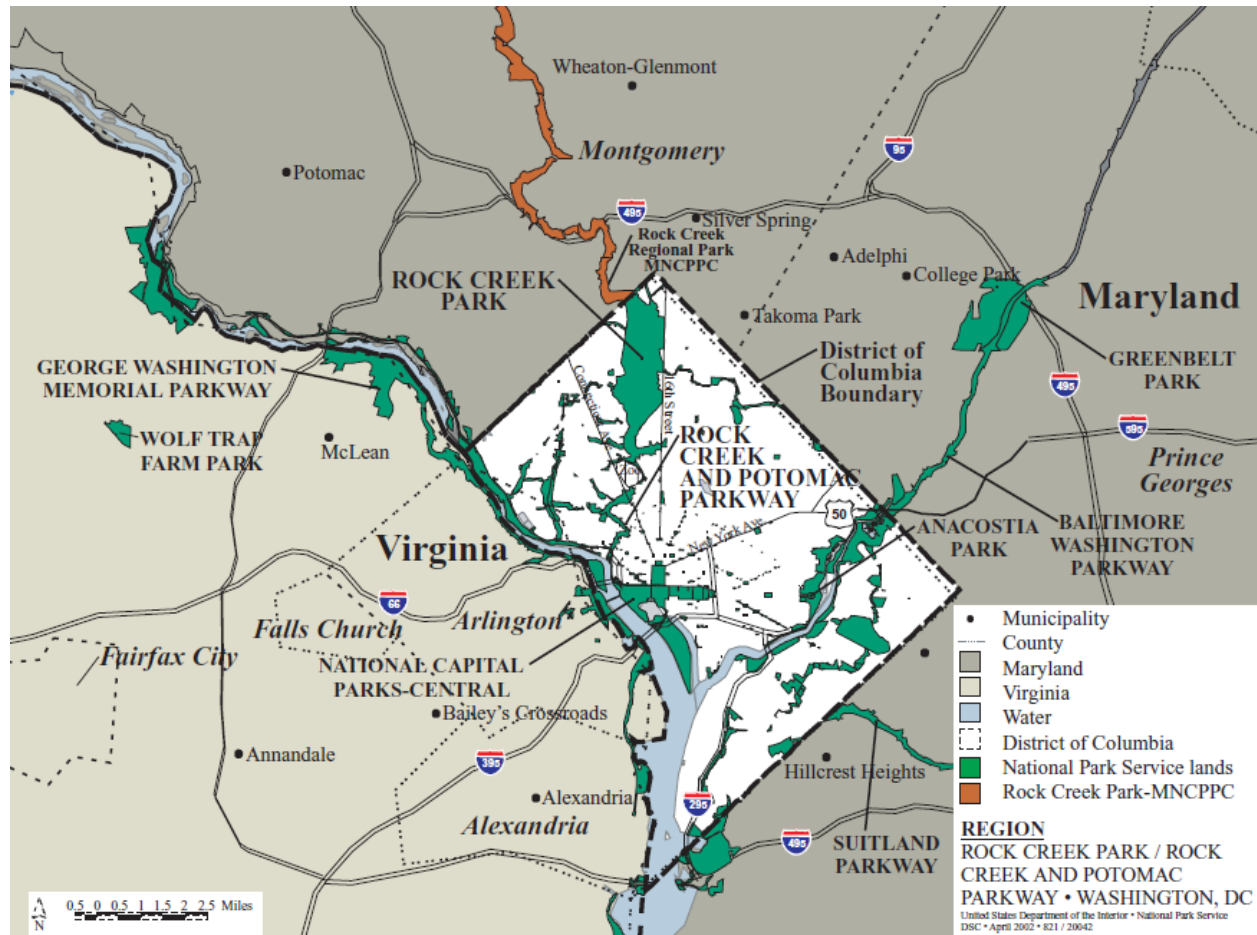 Wheaton-Glenmont
Montgomery
95
Potomac
495
Silver Spring
Rock Creek
Regional Park
MNCPPC
Adelphi
College Park
ROCK CREEK
PARK
Maryland
Takoma Park
GEORGE WASHINGTON
MEMORIAL PARKWAY
District of
Columbia
Boundary
GREENBELT
PARK
Connecticut
16th Street
495
WOLF TRAP
FARM PARK
McLean
ROCK
CREEK
AND POTOMAC
PARKWAY
Zoo
595
Prince
Georges
50
New York Ave
ANACOSTIA
PARK
BALTIMORE
WASHINGTON
PARKWAY
Virginia
66
Arlington
Falls Church
Fairfax City
NATIONAL CAPITAL
PARKS-CENTRAL
Bailey's Crossroads
Annandale
395
Alexandria
Alexandria
295
Hillcrest Heights
SUITLAND
PARKWAY
495
Municipality
County
Maryland
Virginia
Water
District of Columbia
National Park Service lands
Rock Creek Park-MNCPPC
REGION
ROCK CREEK PARK / ROCK
CREEK AND POTOMAC
PARKWAY • WASHINGTON, DC
United States Department of the Interior • National Park Service
DSC • April 2002 • 821 / 20042
0.5 0 0.5 1 1.5 2 2.5 Miles
N